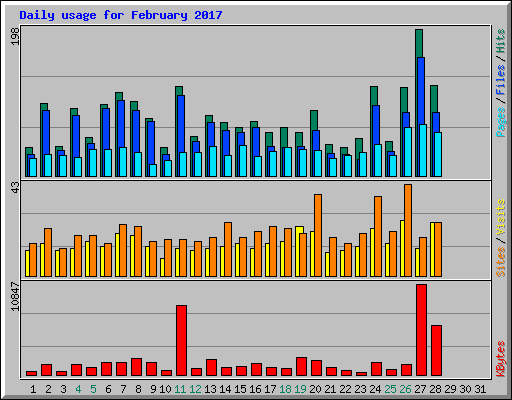 Daily usage for February 2017
198
Pages / Files / Hits
43
Sites / Visits
10847
KBytes
1 2 3 4 5 6 7 8 9 10 11 12 13 14 15 16 17 18 19 20 21 22 23 24 25 26 27 28 29 30 31